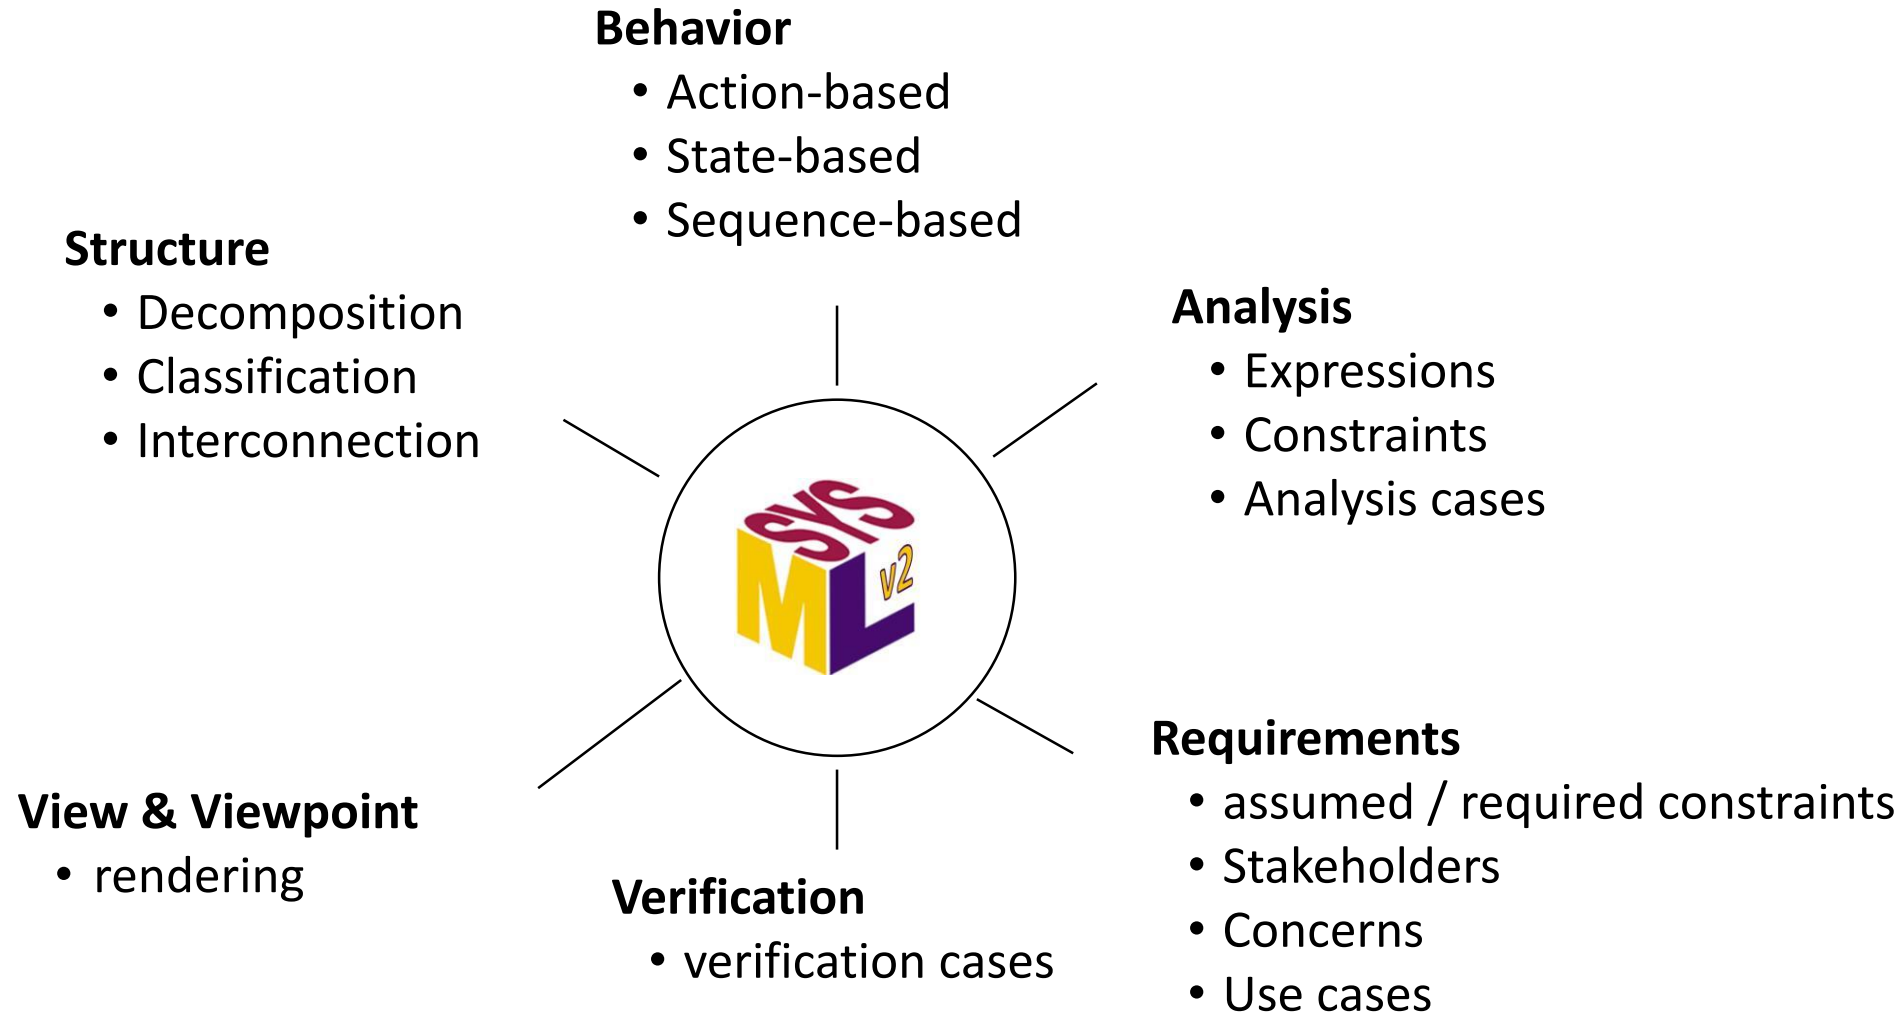 Behavior
• Action-based
• State-based
• Sequence-based
Structure
• Decomposition
• Classification
• Interconnection
Analysis
• Expressions
• Constraints
• Analysis cases
SYS
ML
v2
View & Viewpoint
• rendering
Verification
• verification cases
Requirements
• assumed / required constraints
• Stakeholders
• Concerns
• Use cases